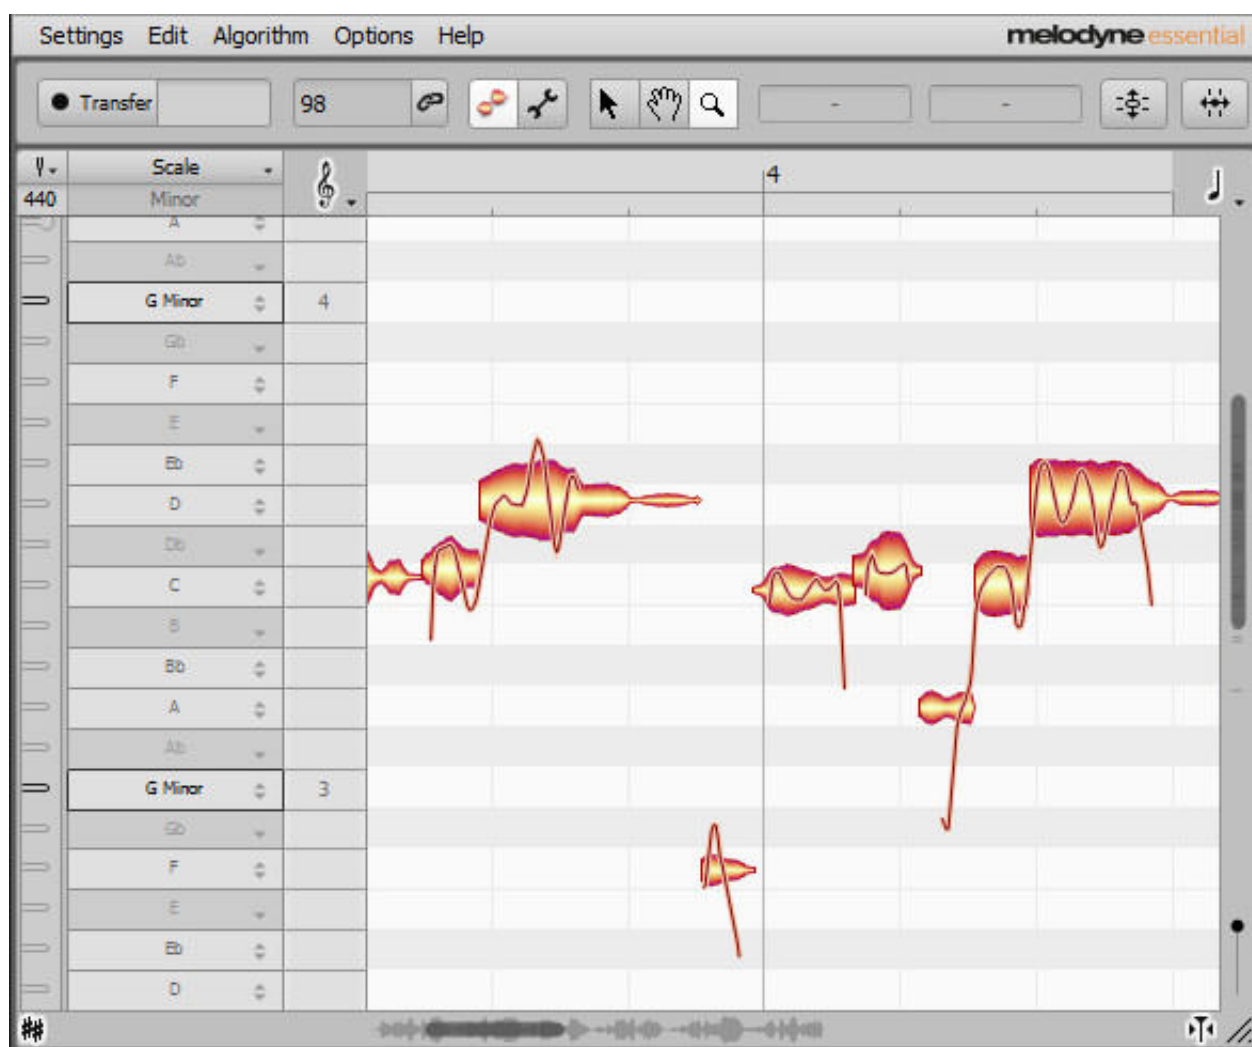 Settings Edit Algorithm Options Help melodyne essential
Transfer 98 - -
Scale 4
440 Minor
A
Ab
G Minor 4
Gb
F
E
Eb
D
Db
C
B
Bb
A
Ab
G Minor 3
Gb
F
E
Eb
D